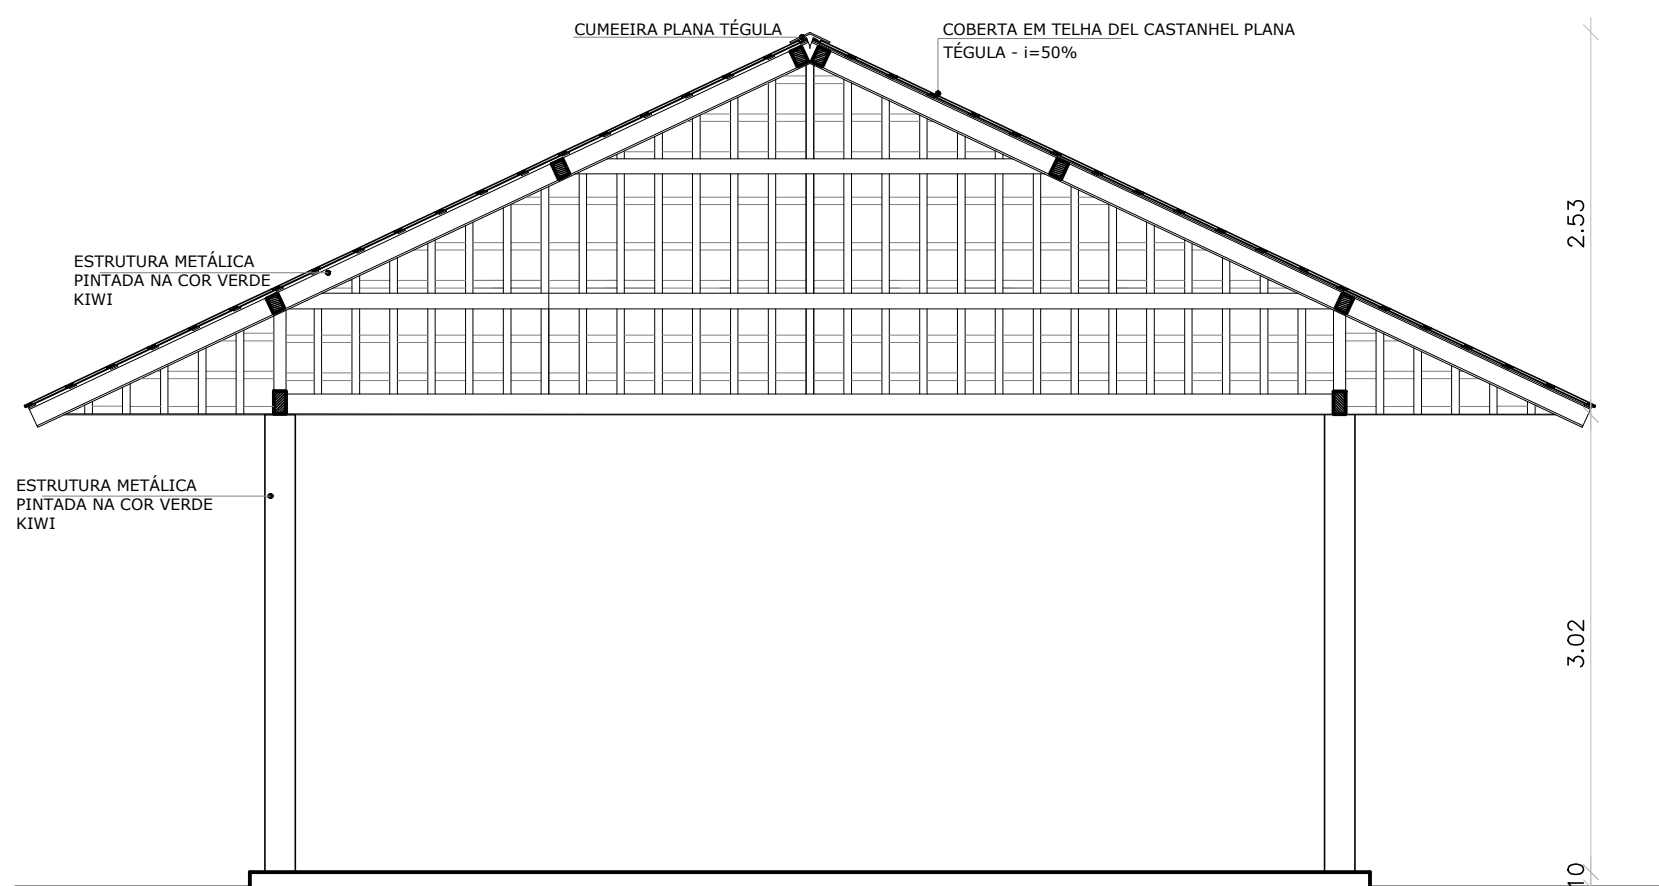 CUMEEIRA PLANA TÉGULA
COBERTA EM TELHA DEL CASTANHEL PLANA
TÉGULA - i=50%
2.53
ESTRUTURA METÁLICA
PINTADA NA COR VERDE
KIWI
ESTRUTURA METÁLICA
PINTADA NA COR VERDE
KIWI
3.02